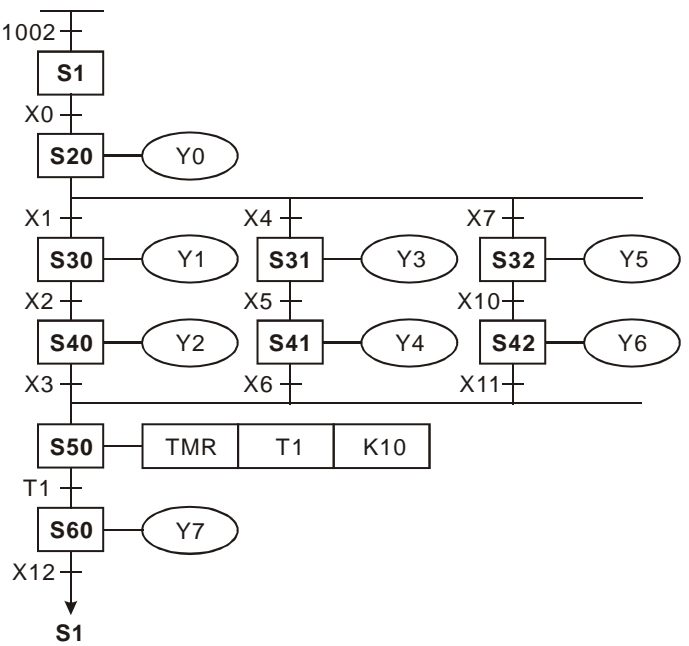 1002
S1
X0
S20 Y0
X1 X4 X7
S30 Y1 S31 Y3 S32 Y5
X2 X5 X10
S40 Y2 S41 Y4 S42 Y6
X3 X6 X11
S50 TMR T1 K10
T1
S60 Y7
X12
S1